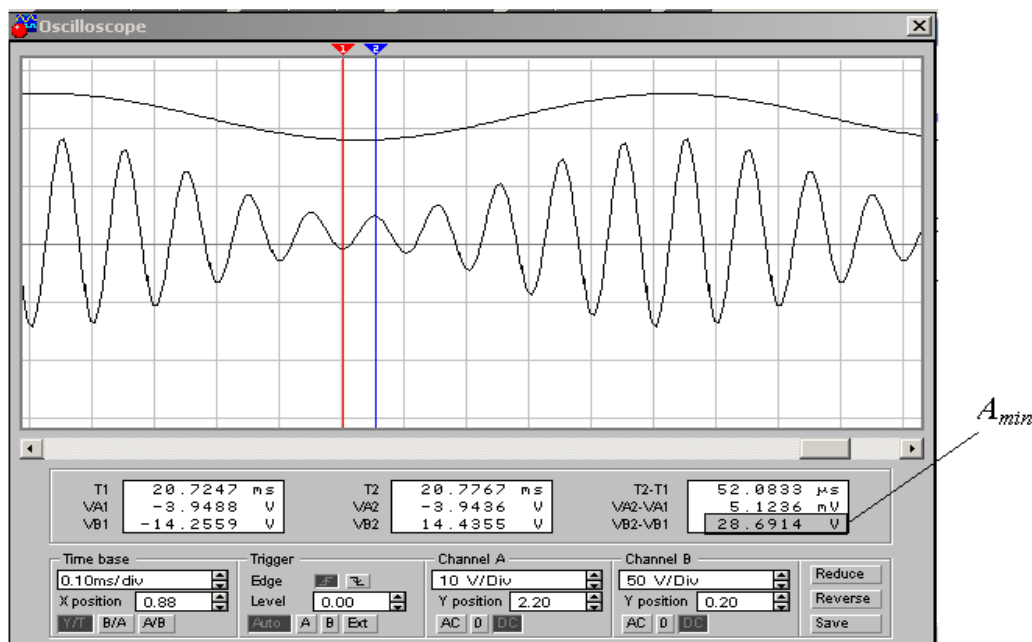 Oscilloscope
1 2
A min
T1 20.7247 ms
VA1 -3.9488 V
VB1 -14.2559 V
T2 20.7767 ms
VA2 -3.9436 V
VB2 14.4355 V
T2-T1 52.0833 µs
VA2-VA1 5.1236 mV
VB2-VB1 28.6914 V
Time base
0.10ms/div
X position 0.88
Y/T B/A A/B
Trigger
Edge
Level 0.00
Auto A B Ext
Channel A
10 V/Div
Y position 2.20
AC 0 DC
Channel B
50 V/Div
Y position 0.20
AC 0 DC
Reduce
Reverse
Save